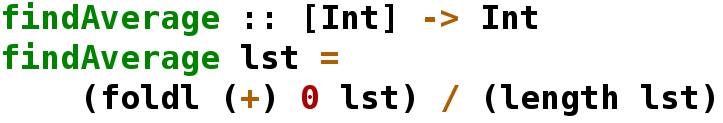 findAverage :: [Int] -> Int
findAverage lst =
    (foldl (+) 0 lst) / (length lst)